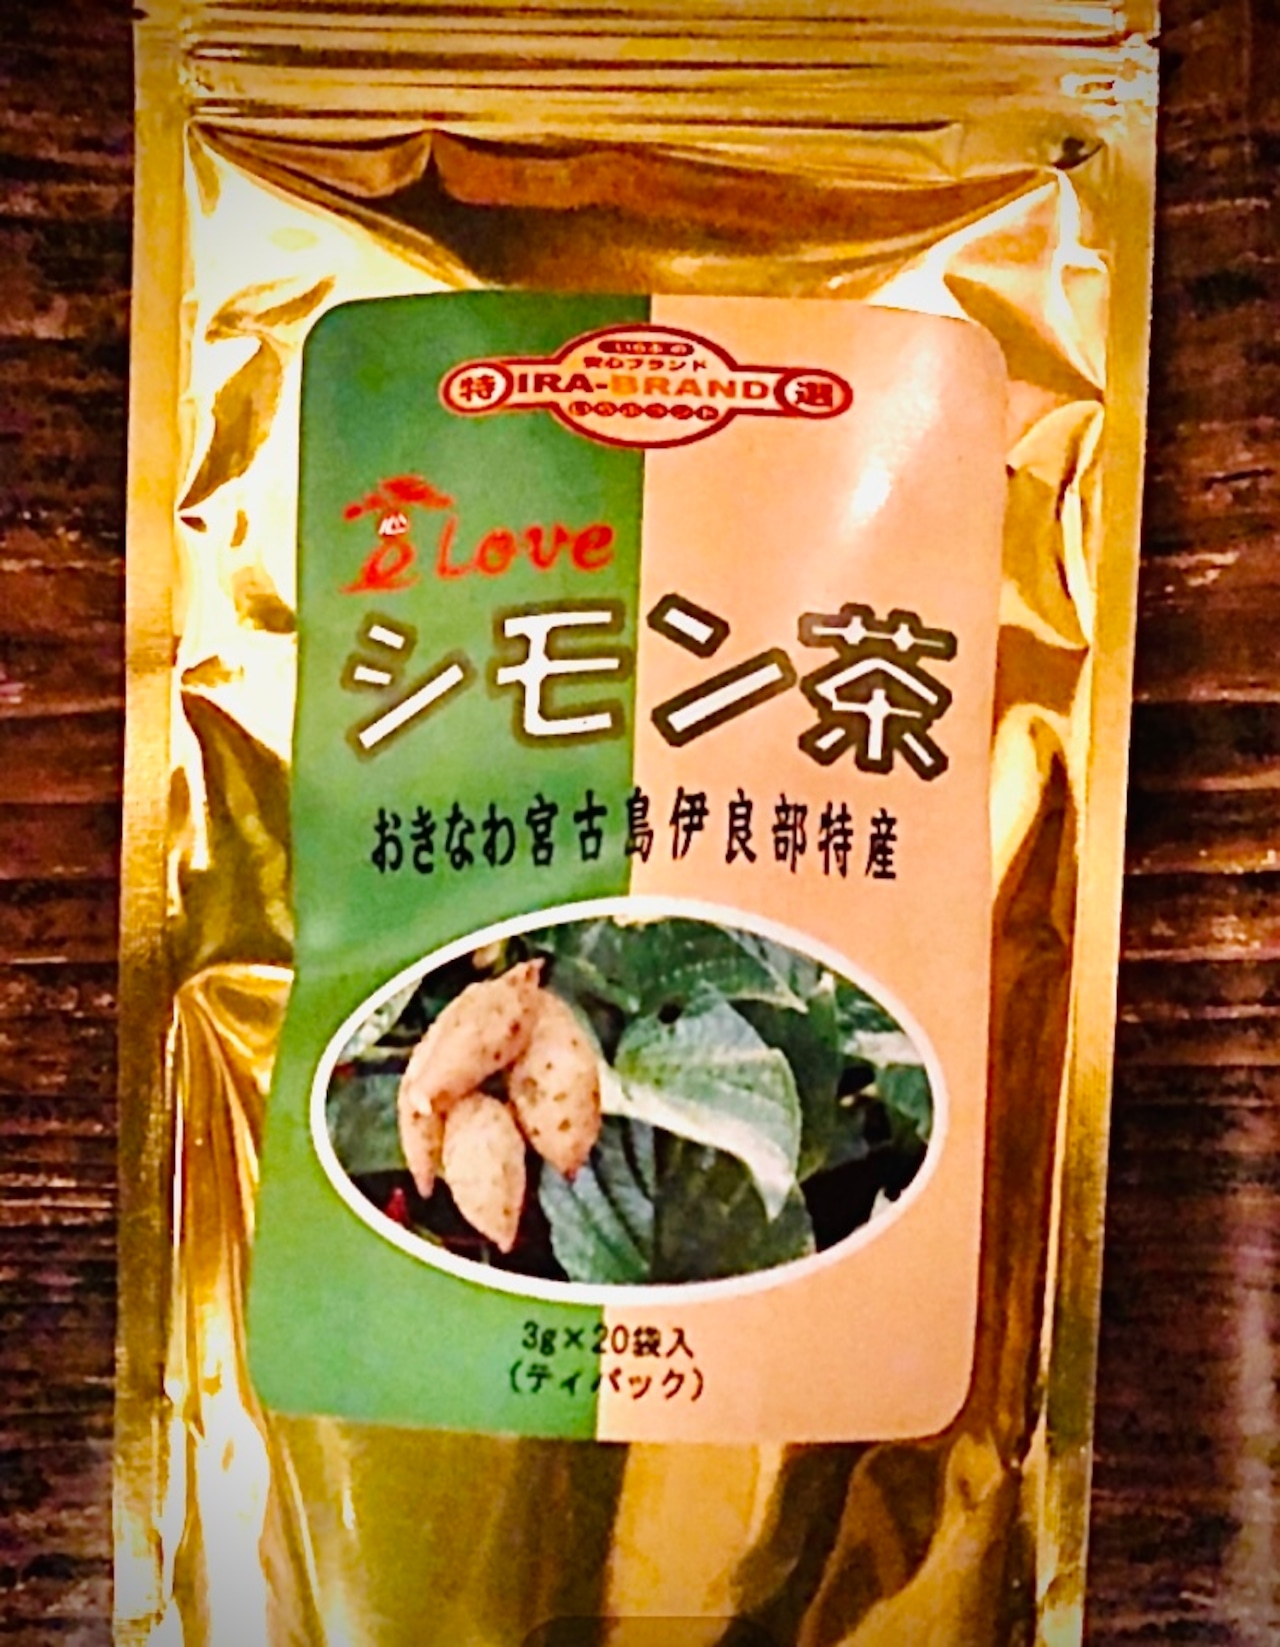 いらぶの
安心ブランド
特 IRA-BRAND 選
心 Love
シモン茶
おきなわ宮古島伊良部特産
3g×20袋入
(ティパック)